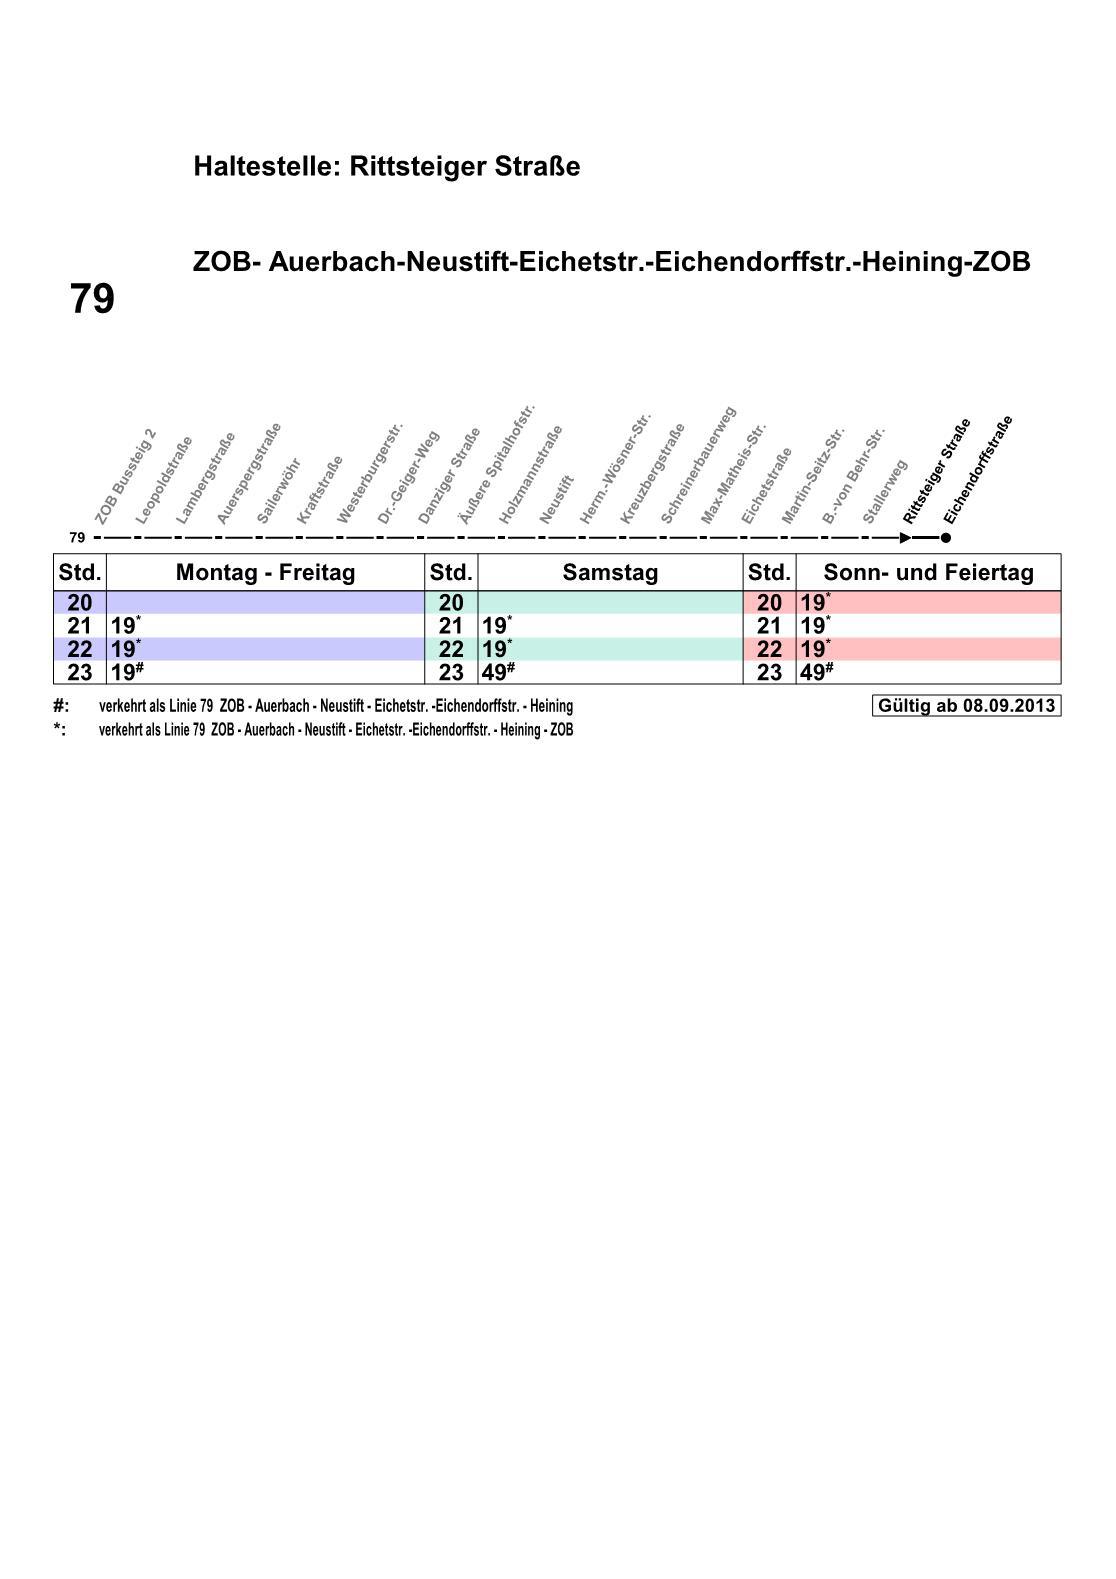 Haltestelle: Rittsteiger Straße
ZOB- Auerbach-Neustift-Eichetstr.-Eichendorffstr.-Heining-ZOB
79
ZOB Bussteig 2
Leopoldstraße
Lambergstraße
Auerspergstraße
Sailerwöhr
Kraftstraße
Westerburgerstr.
Dr.-Geiger-Weg
Danziger Straße
Äußere Spitalhofstr.
Holzmannstraße
Neustift
Herm.-Wösner-Str.
Kreuzbergstraße
Schreinerbauerweg
Max-Matheis-Str.
Eichetstraße
Martin-Seitz-Str.
B.-von Behr-Str.
Stallerweg
Rittsteiger Straße
Eichendorffstraße
79
Std. Montag - Freitag Std. Samstag Std. Sonn- und Feiertag
20 20 20 19*
21 19* 21 19* 21 19*
22 19* 22 19* 22 19*
23 19# 23 49# 23 49#
#: verkehrt als Linie 79 ZOB - Auerbach - Neustift - Eichetstr. -Eichendorffstr. - Heining
Gültig ab 08.09.2013
*: verkehrt als Linie 79 ZOB - Auerbach - Neustift - Eichetstr. -Eichendorffstr. - Heining - ZOB